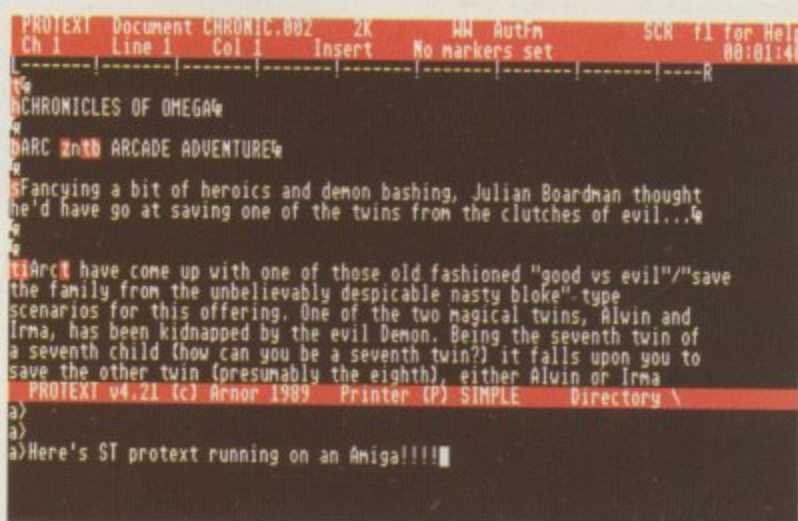 PROTEXT Document CHRONIC.002 2K WW AutFm SCR f1 for Help
Ch 1 Line 1 Col 1 Insert No markers set 00:01:4
L-------!-------!-------!-------!-------!-------!-------!-------!----R
t
hCHRONICLES OF OMEGA
bARC zntb ARCADE ADVENTURE
sFancying a bit of heroics and demon bashing, Julian Boardman thought
he'd have go at saving one of the twins from the clutches of evil...
tiArct have come up with one of those old fashioned "good vs evil"/"save
the family from the unbelievably despicable nasty bloke" type
scenarios for this offering. One of the two magical twins, Alwin and
Irma, has been kidnapped by the evil Demon. Being the seventh twin of
a seventh child (how can you be a seventh twin?) it falls upon you to
save the other twin (presumably the eighth), either Alwin or Irma
PROTEXT v4.21 (c) Arnor 1989 Printer (P) SIMPLE Directory \
a>
a>
a>Here's ST protext running on an Amiga!!!!